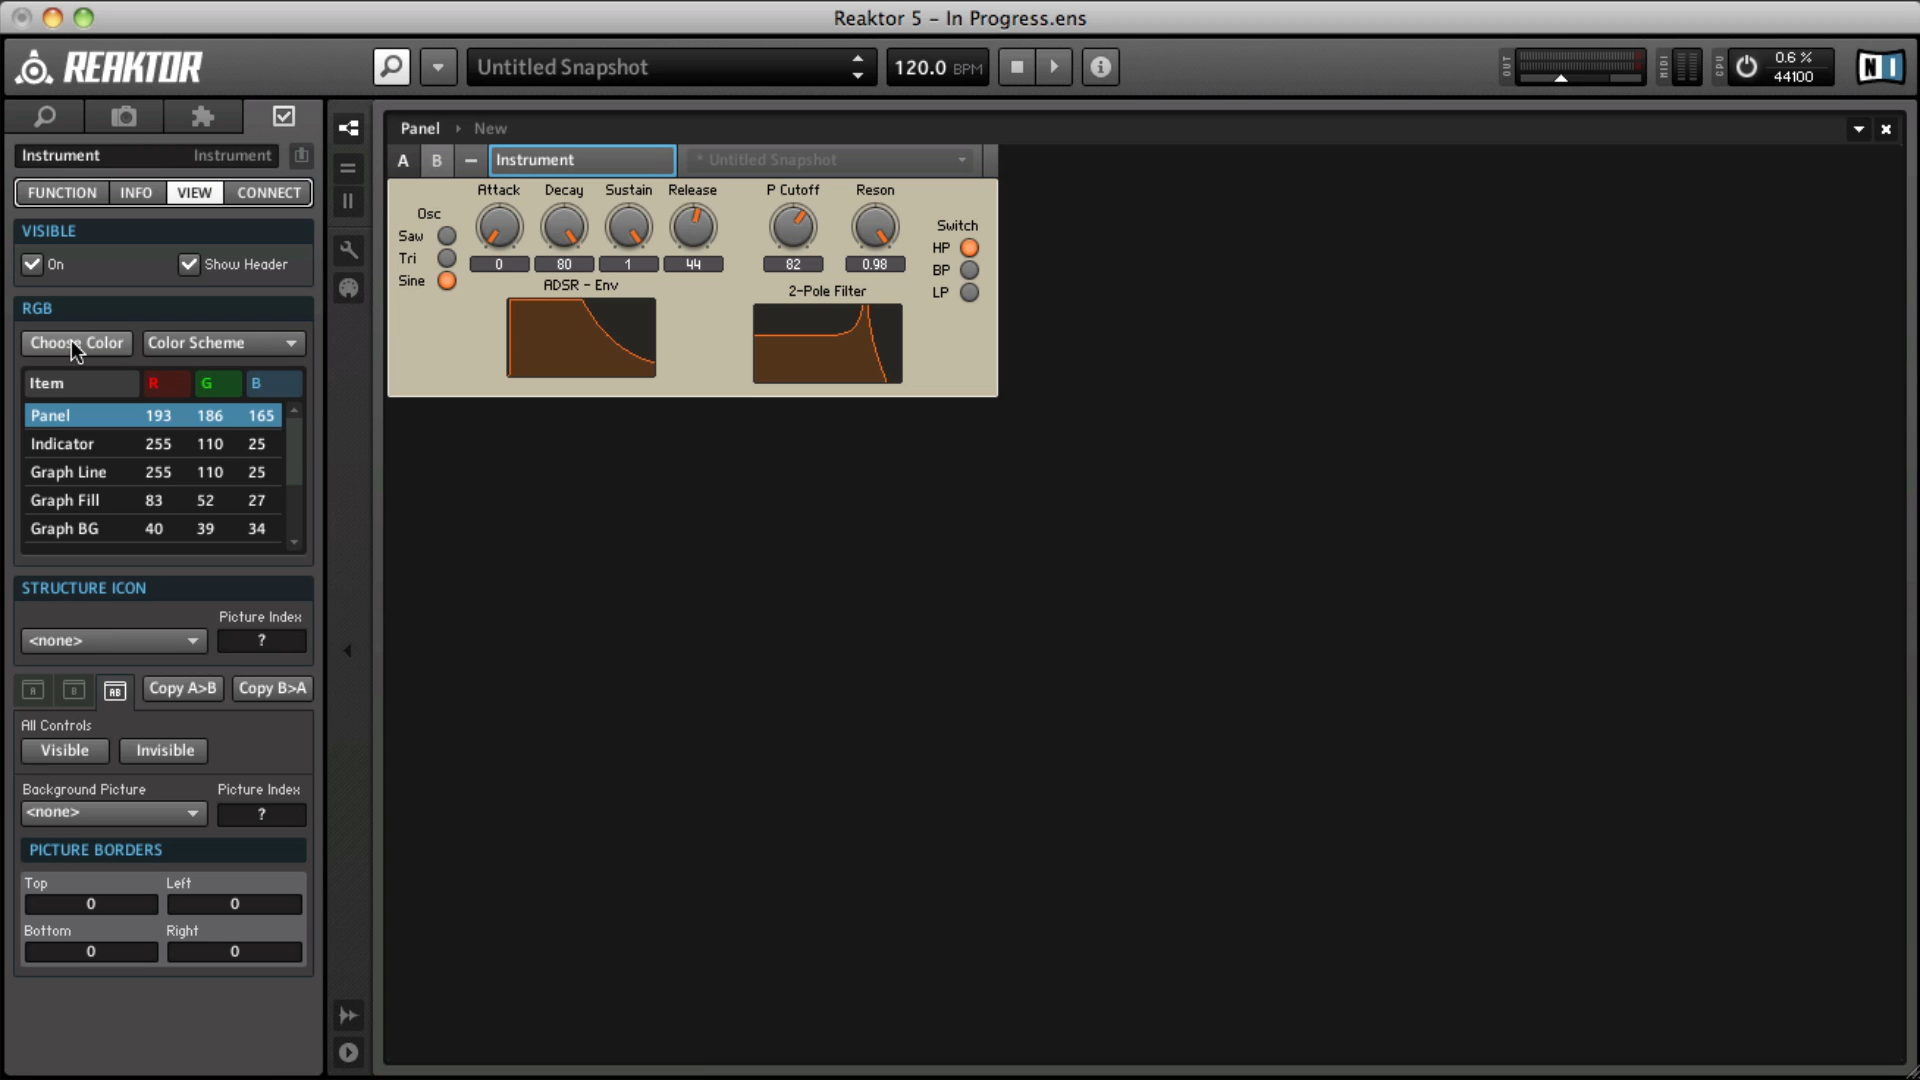 Reaktor 5 – In Progress.ens
REAKTOR
Untitled Snapshot
120.0 BPM
OUT
MIDI
CPU
0.6 %
44100
NI
Instrument Instrument
FUNCTION INFO VIEW CONNECT
VISIBLE
On Show Header
RGB
Choose Color Color Scheme
Item R G B
Panel 193 186 165
Indicator 255 110 25
Graph Line 255 110 25
Graph Fill 83 52 27
Graph BG 40 39 34
STRUCTURE ICON
Picture Index
<none> ?
A B AB Copy A>B Copy B>A
All Controls
Visible Invisible
Background Picture Picture Index
<none> ?
PICTURE BORDERS
Top Left
0 0
Bottom Right
0 0
Panel New
A B Instrument * Untitled Snapshot
Attack Decay Sustain Release P Cutoff Reson
Osc
Saw
Tri
Sine
0 80 1 44 82 0.98
ADSR - Env
2-Pole Filter
Switch
HP
BP
LP